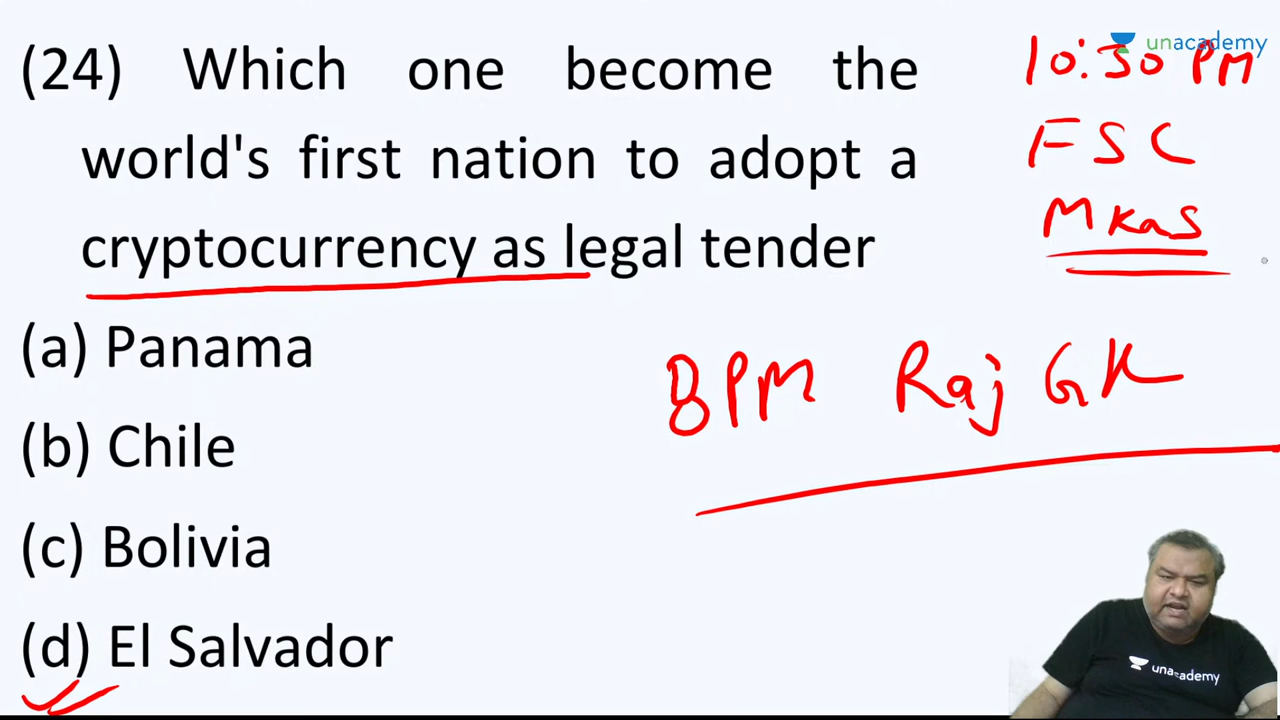 (24) Which one become the
world's first nation to adopt a
cryptocurrency as legal tender
(a) Panama
(b) Chile
(c) Bolivia
(d) El Salvador
unacademy
10:30 PM
FSC
MKaS
8PM Raj GK
unacademy